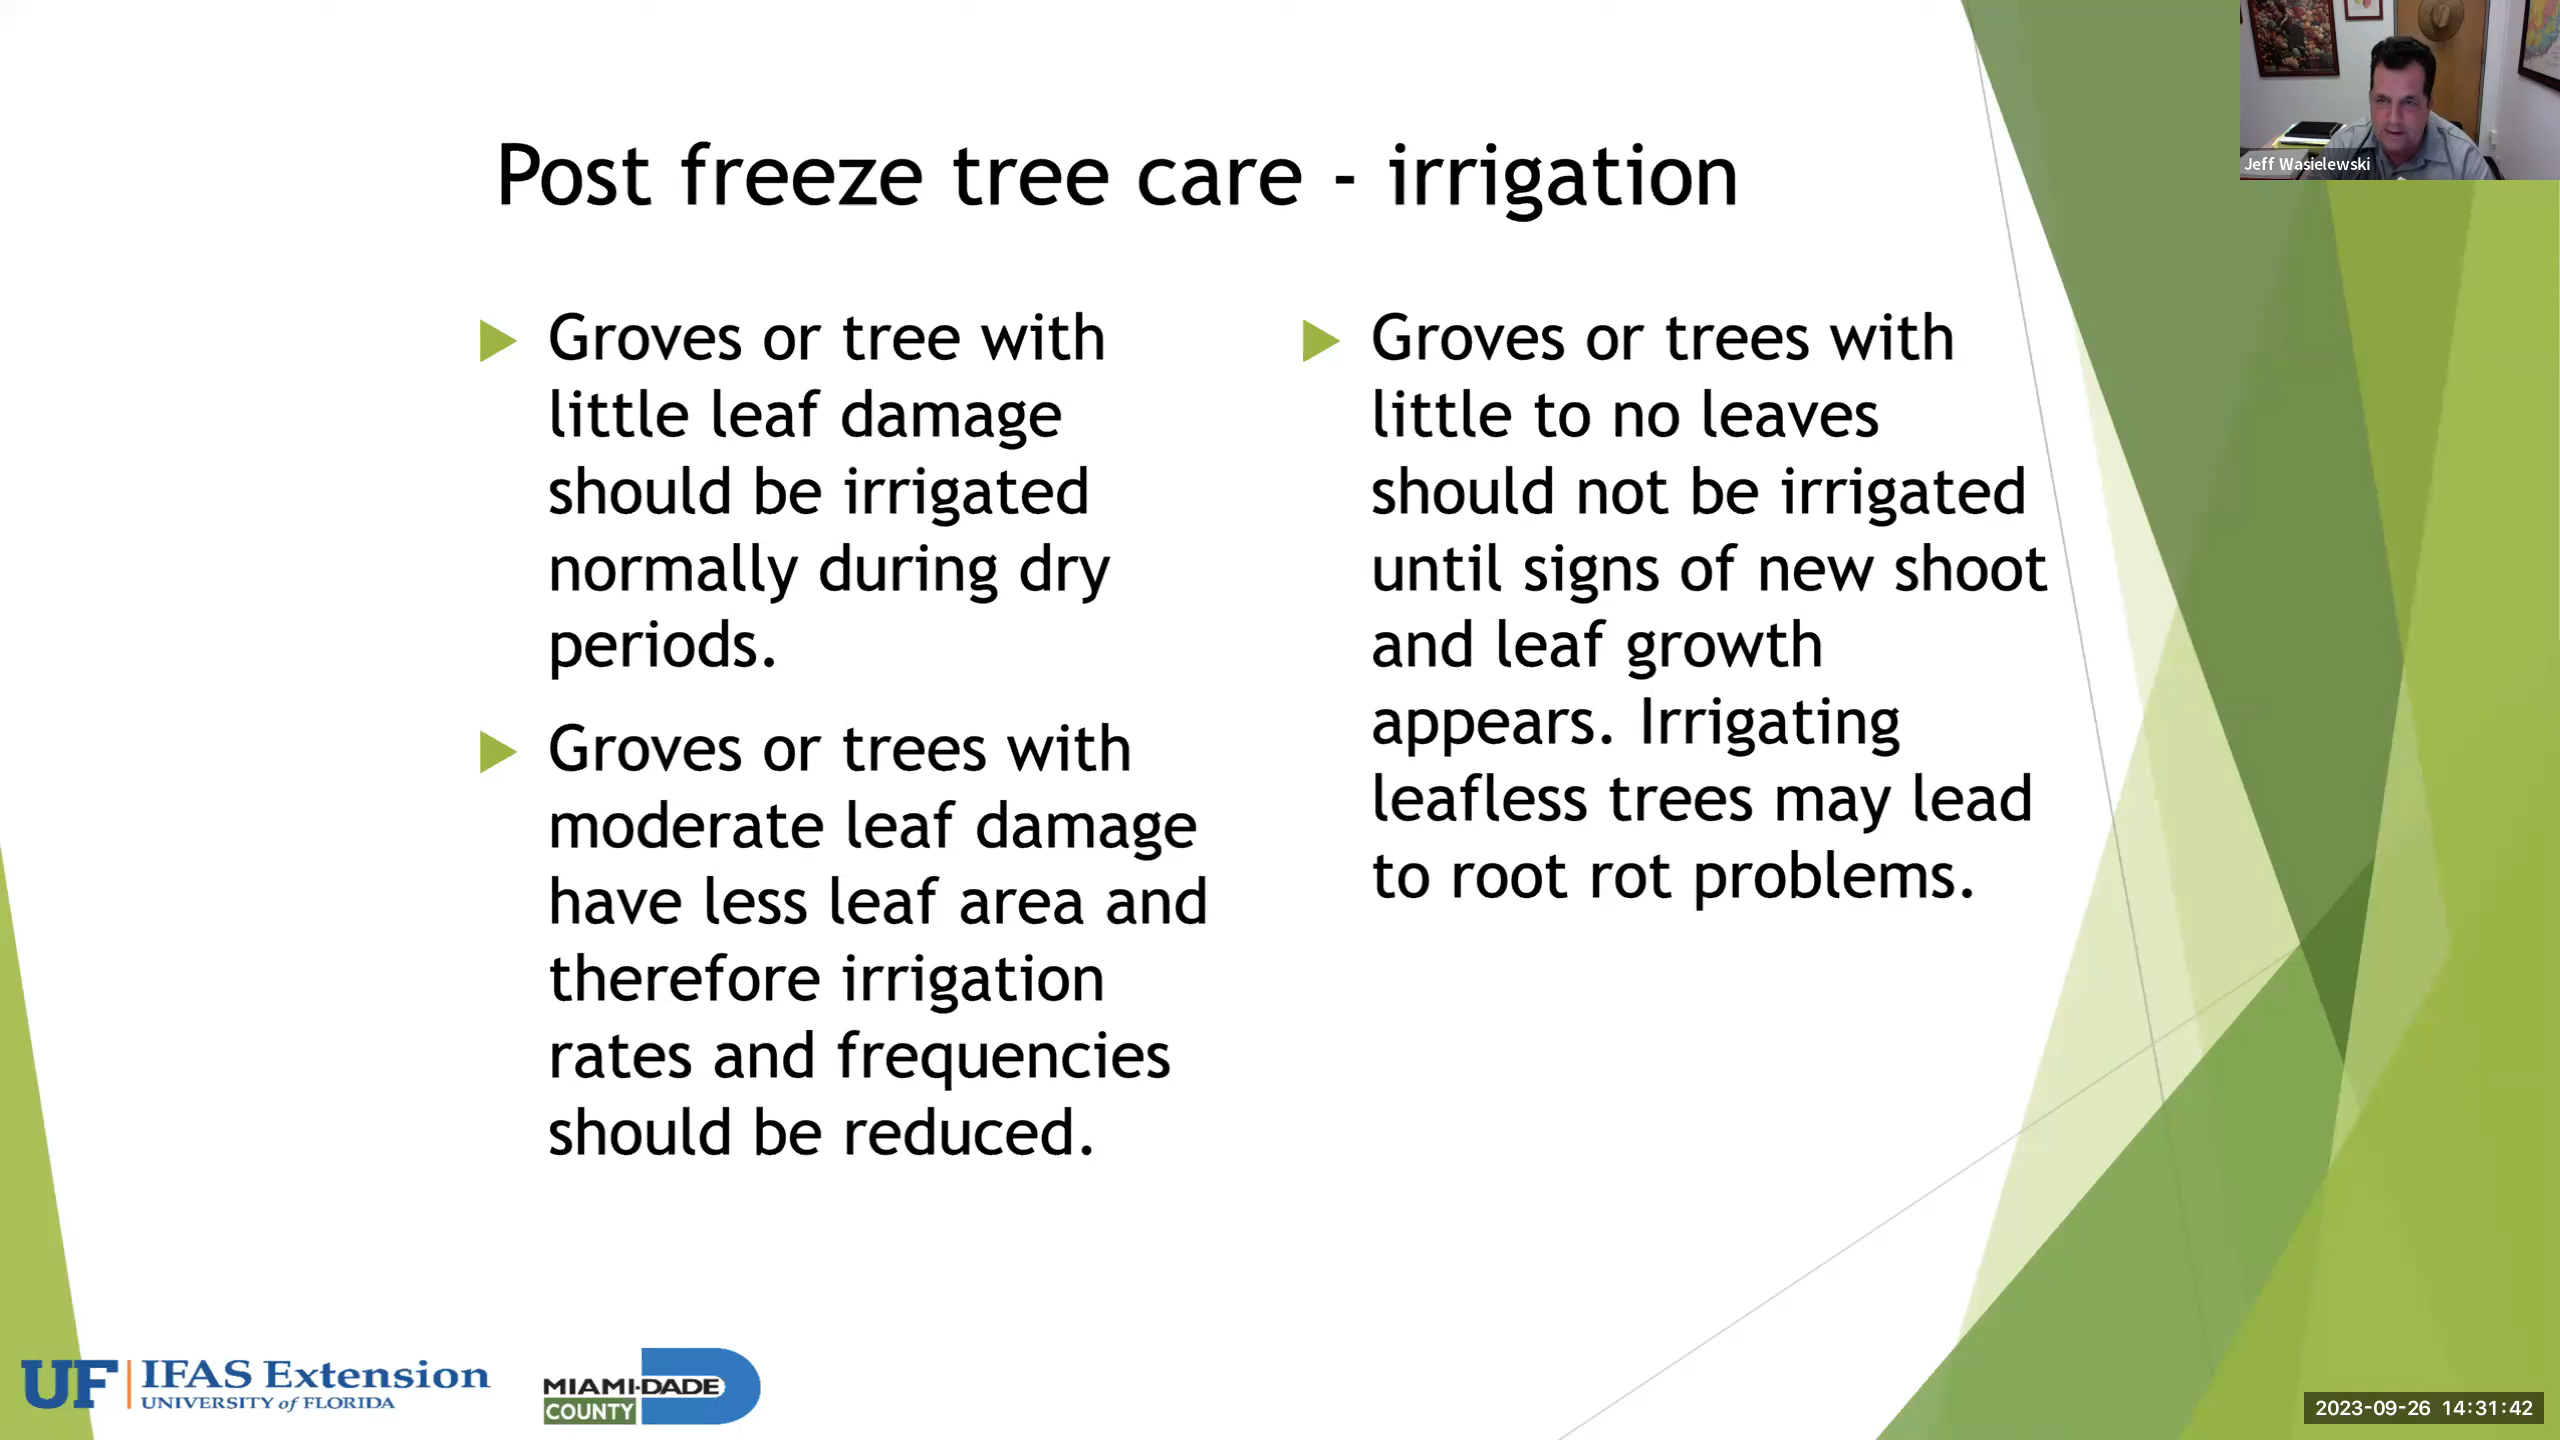 Post freeze tree care - irrigation
Groves or tree with
little leaf damage
should be irrigated
normally during dry
periods.
Groves or trees with
moderate leaf damage
have less leaf area and
therefore irrigation
rates and frequencies
should be reduced.
Groves or trees with
little to no leaves
should not be irrigated
until signs of new shoot
and leaf growth
appears. Irrigating
leafless trees may lead
to root rot problems.
Jeff Wasielewski
UF IFAS Extension
UNIVERSITY of FLORIDA
MIAMI-DADE
COUNTY
2023-09-26 14:31:42